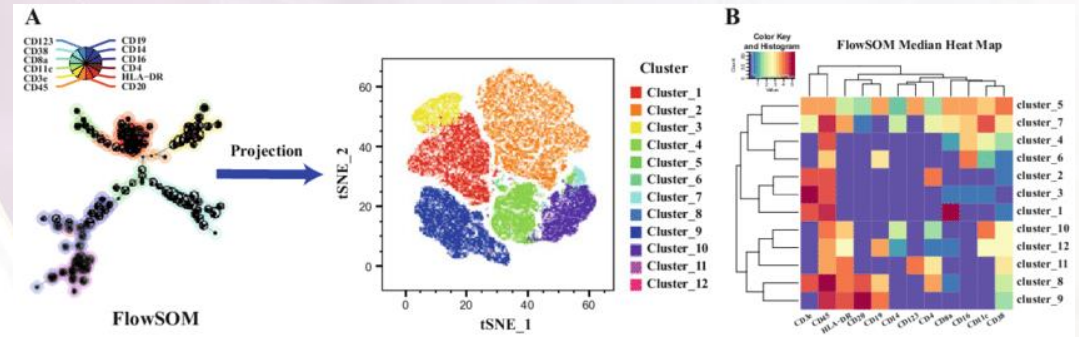 A
CD123
CD38
CD8a
CD11c
CD3e
CD45
CD19
CD14
CD16
CD4
HLA-DR
CD20
FlowSOM
Projection
60
40
20
0
tSNE_2
0 20 40 60
tSNE_1
Cluster
Cluster_1
Cluster_2
Cluster_3
Cluster_4
Cluster_5
Cluster_6
Cluster_7
Cluster_8
Cluster_9
Cluster_10
Cluster_11
Cluster_12
B
Color Key
and Histogram
Count
Value
FlowSOM Median Heat Map
cluster_5
cluster_7
cluster_4
cluster_6
cluster_2
cluster_3
cluster_1
cluster_10
cluster_12
cluster_11
cluster_8
cluster_9
CD3e CD45 HLA-DR CD20 CD19 CD14 CD123 CD4 CD8a CD16 CD11c CD38